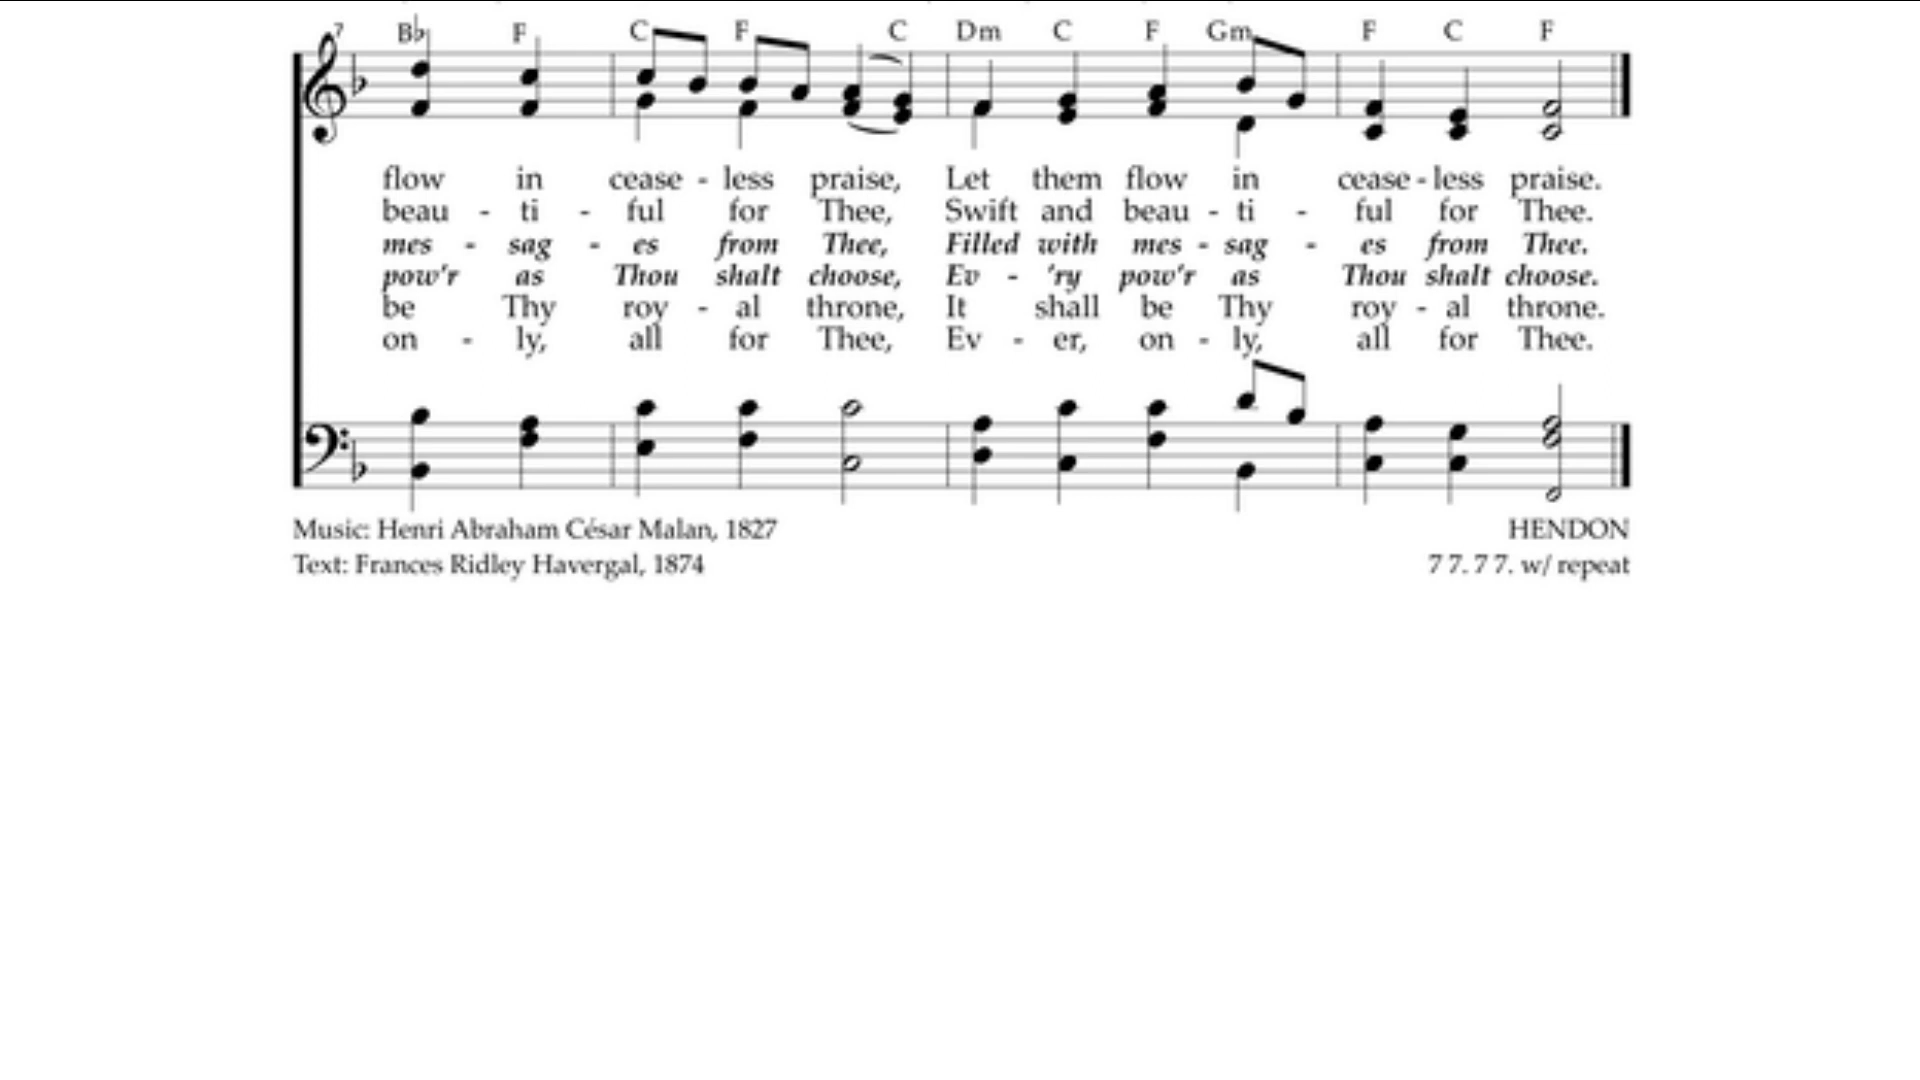 7 B♭ F C F C Dm C F Gm F C F
flow in cease - less praise, Let them flow in cease - less praise.
beau - ti - ful for Thee, Swift and beau - ti - ful for Thee.
mes - sag - es from Thee, Filled with mes - sag - es from Thee.
pow'r as Thou shalt choose, Ev - 'ry pow'r as Thou shalt choose.
be Thy roy - al throne, It shall be Thy roy - al throne.
on - ly, all for Thee, Ev - er, on - ly, all for Thee.
Music: Henri Abraham César Malan, 1827 HENDON
Text: Frances Ridley Havergal, 1874 7 7. 7 7. w/ repeat